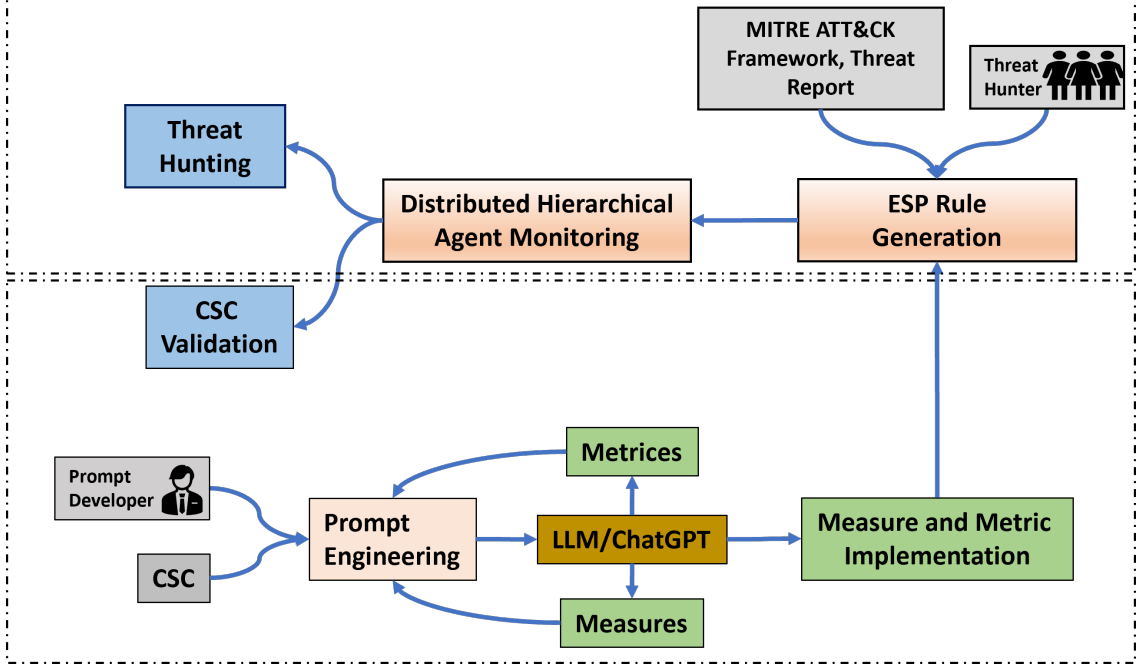 MITRE ATT&CK
Framework, Threat
Report
Threat
Hunter
Threat
Hunting
Distributed Hierarchical
Agent Monitoring
ESP Rule
Generation
CSC
Validation
Prompt
Developer
CSC
Prompt
Engineering
Metrices
LLM/ChatGPT
Measures
Measure and Metric
Implementation